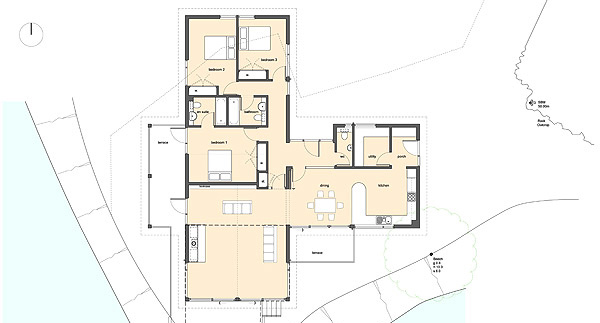 bedroom 2
bedroom 3
en suite
bathroom
terrace
bedroom 1
wc
utility
porch
dining
kitchen
terrace
SBM
Rock
Outcrop
Beech